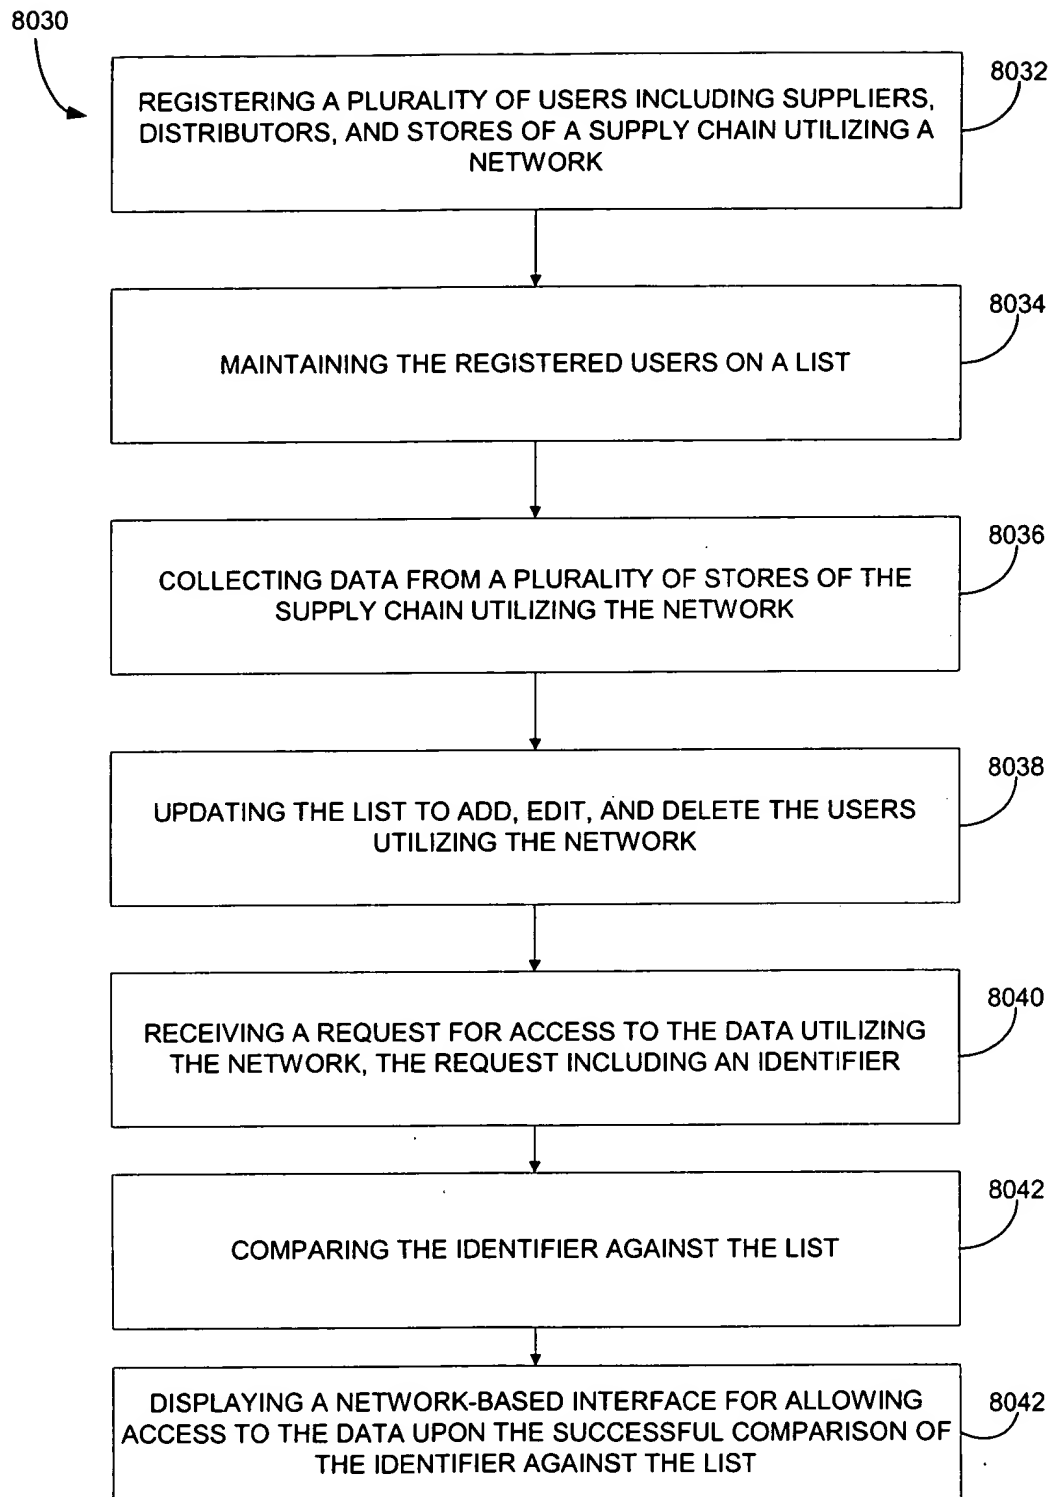 8030
8032
REGISTERING A PLURALITY OF USERS INCLUDING SUPPLIERS,
DISTRIBUTORS, AND STORES OF A SUPPLY CHAIN UTILIZING A
NETWORK
8034
MAINTAINING THE REGISTERED USERS ON A LIST
8036
COLLECTING DATA FROM A PLURALITY OF STORES OF THE
SUPPLY CHAIN UTILIZING THE NETWORK
8038
UPDATING THE LIST TO ADD, EDIT, AND DELETE THE USERS
UTILIZING THE NETWORK
8040
RECEIVING A REQUEST FOR ACCESS TO THE DATA UTILIZING
THE NETWORK, THE REQUEST INCLUDING AN IDENTIFIER
8042
COMPARING THE IDENTIFIER AGAINST THE LIST
8042
DISPLAYING A NETWORK-BASED INTERFACE FOR ALLOWING
ACCESS TO THE DATA UPON THE SUCCESSFUL COMPARISON OF
THE IDENTIFIER AGAINST THE LIST